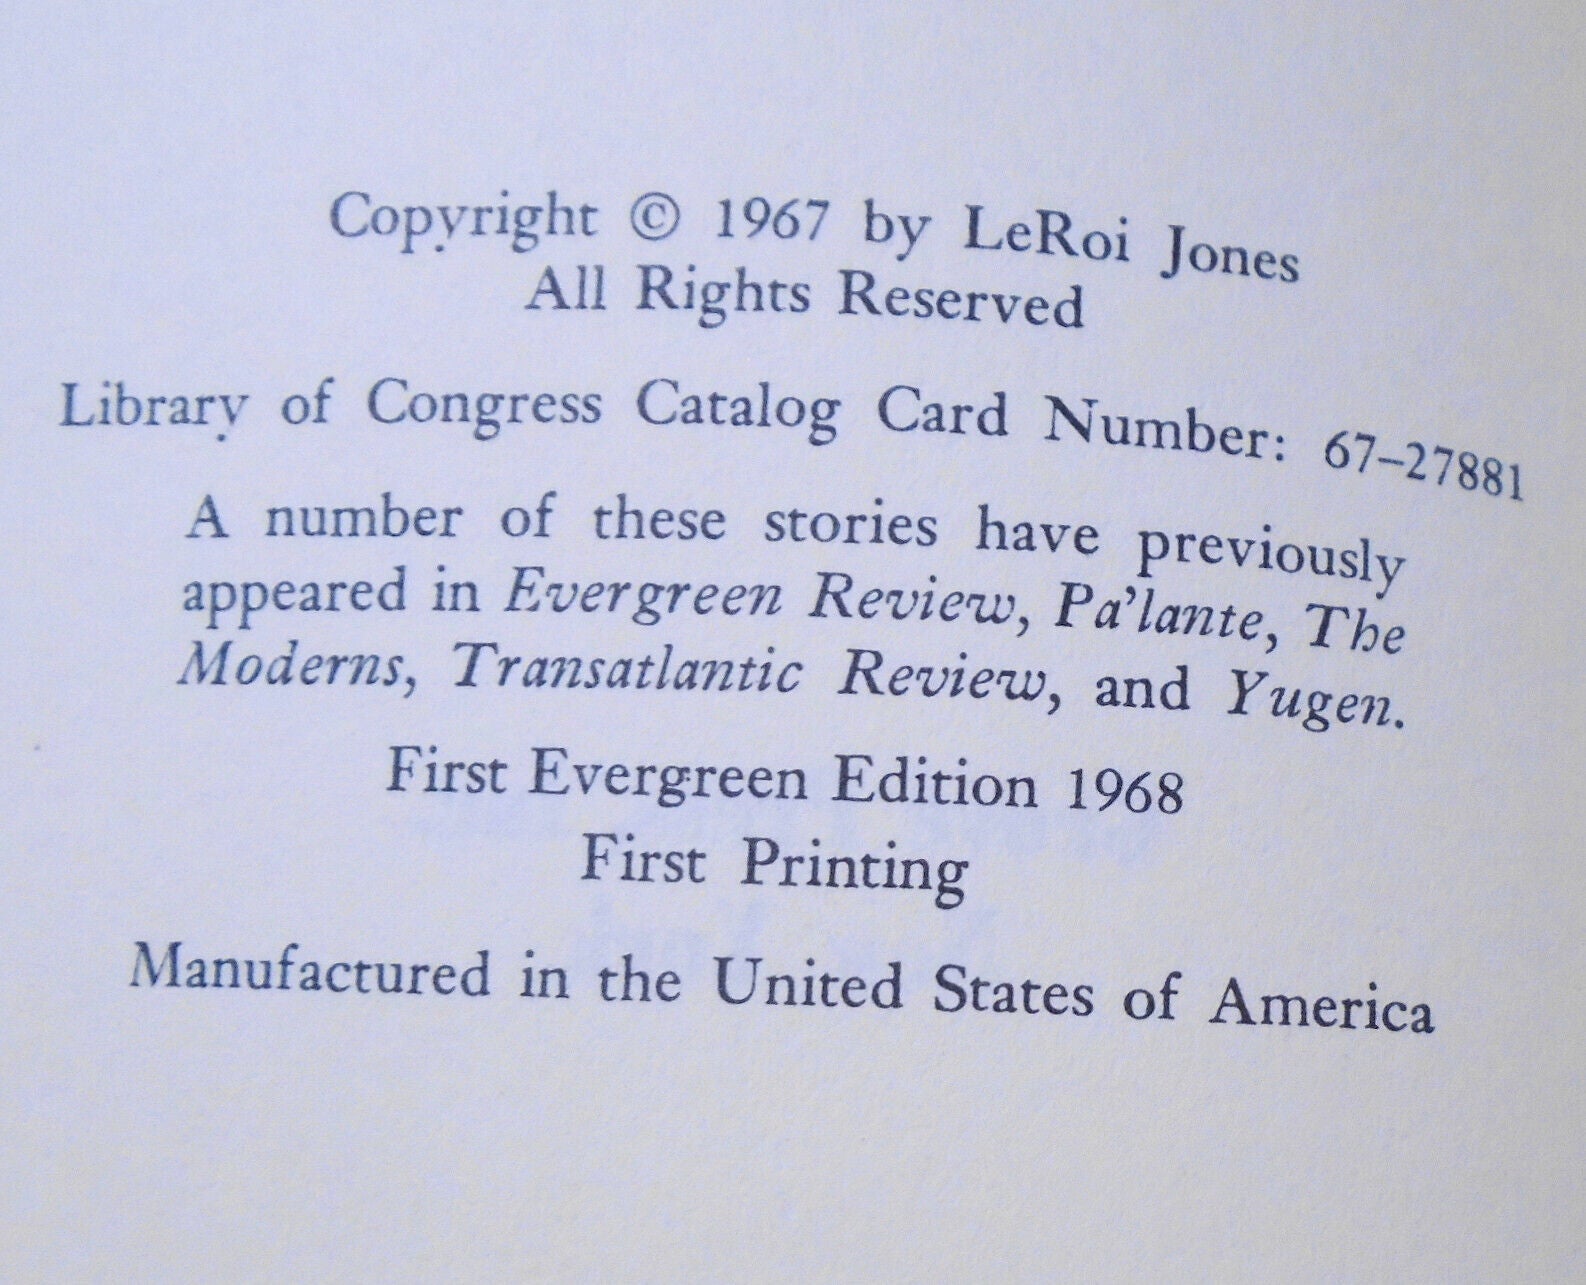 Copyright © 1967 by LeRoi Jones
All Rights Reserved
Library of Congress Catalog Card Number: 67–27881
A number of these stories have previously
appeared in Evergreen Review, Pa'lante, The
Moderns, Transatlantic Review, and Yugen.
First Evergreen Edition 1968
First Printing
Manufactured in the United States of America